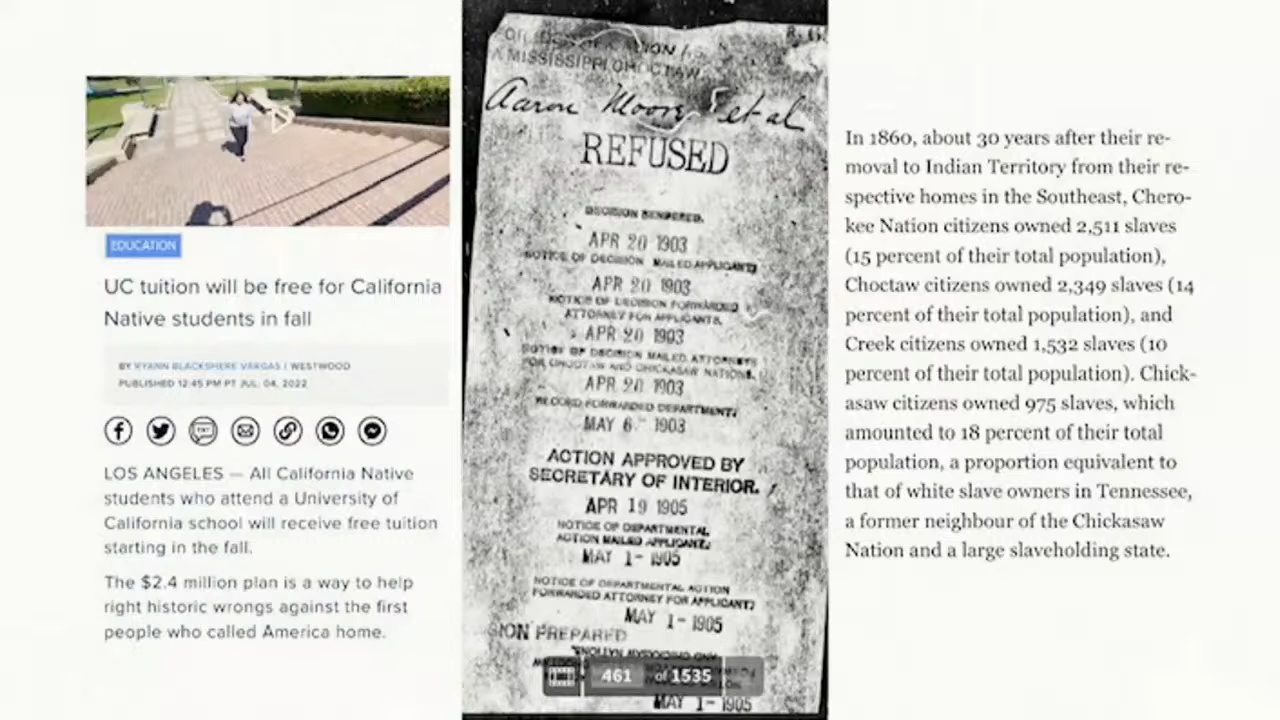 EDUCATION
UC tuition will be free for California
Native students in fall
BY RYANN BLACKSHERE VARGAS | WESTWOOD
PUBLISHED 12:45 PM PT JUL. 04, 2022
LOS ANGELES — All California Native
students who attend a University of
California school will receive free tuition
starting in the fall.
The $2.4 million plan is a way to help
right historic wrongs against the first
people who called America home.
A MISSISSIPPI CHOCTAW
Aaron Moore et al
REFUSED
DECISION RENDERED.
APR 20 1903
NOTICE OF DECISION MAILED APPLICANTS
APR 20 1903
NOTICE OF DECISION FORWARDED
ATTORNEY FOR APPLICANTS.
APR 20 1903
NOTICE OF DECISION MAILED ATTORNEYS
FOR CHOCTAW AND CHICKASAW NATIONS.
APR 20 1903
RECORD FORWARDED DEPARTMENT.
MAY 6 1903
ACTION APPROVED BY
SECRETARY OF INTERIOR.
APR 19 1905
NOTICE OF DEPARTMENTAL
ACTION MAILED APPLICANT.
MAY 1 - 1905
NOTICE OF DEPARTMENTAL ACTION
FORWARDED ATTORNEY FOR APPLICANT
MAY 1 - 1905
SION PREPARED
461 of 1535
MAY 1 - 1905
In 1860, about 30 years after their re-
moval to Indian Territory from their re-
spective homes in the Southeast, Chero-
kee Nation citizens owned 2,511 slaves
(15 percent of their total population),
Choctaw citizens owned 2,349 slaves (14
percent of their total population), and
Creek citizens owned 1,532 slaves (10
percent of their total population). Chick-
asaw citizens owned 975 slaves, which
amounted to 18 percent of their total
population, a proportion equivalent to
that of white slave owners in Tennessee,
a former neighbour of the Chickasaw
Nation and a large slaveholding state.